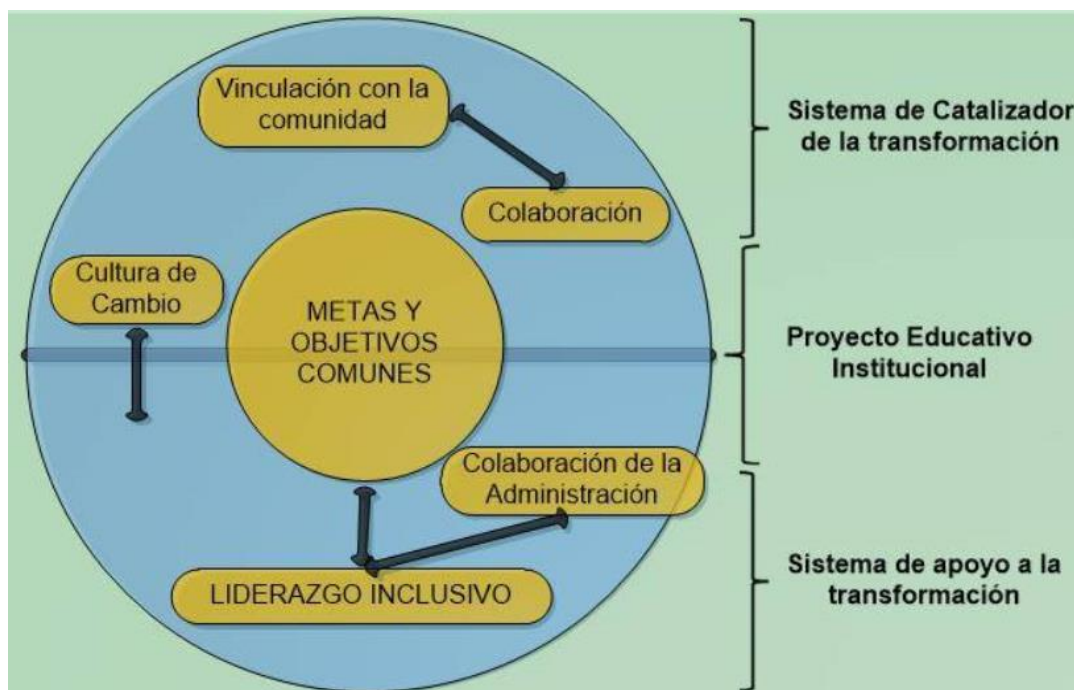 Vinculación con la
comunidad
Colaboración
Cultura de
Cambio
METAS Y
OBJETIVOS
COMUNES
Colaboración de la
Administración
LIDERAZGO INCLUSIVO
Sistema de Catalizador
de la transformación
Proyecto Educativo
Institucional
Sistema de apoyo a la
transformación